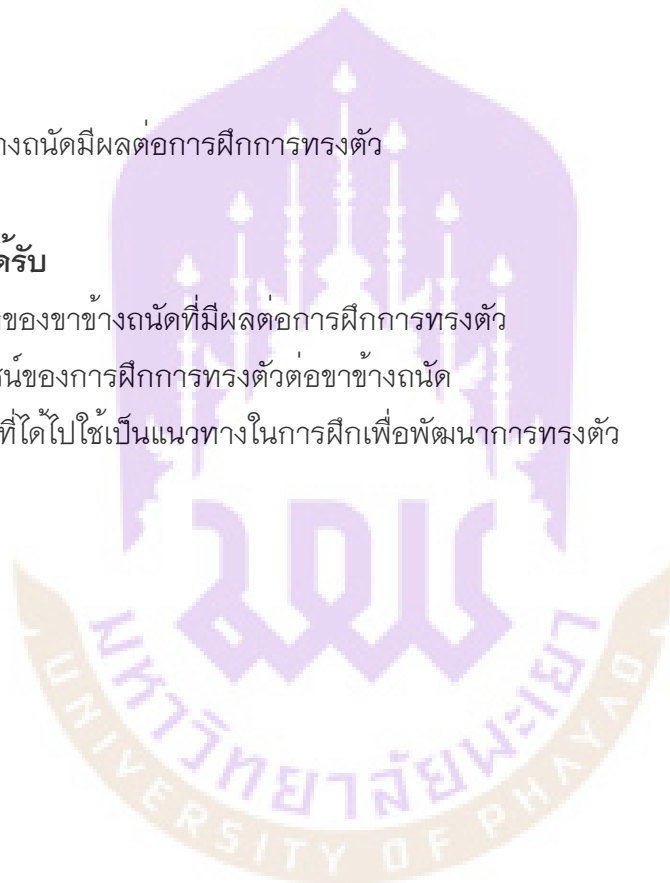 างถนัดมีผลต่อการฝึกการทรงตัว
ด้รับ
ของขาข้างถนัดที่มีผลต่อการฝึกการทรงตัว
ชน์ของการฝึกการทรงตัวต่อขาข้างถนัด
ที่ได้ไปใช้เป็นแนวทางในการฝึกเพื่อพัฒนาการทรงตัว
มพย
มหาวิทยาลัยพะเยา
UNIVERSITY OF PHAYAO